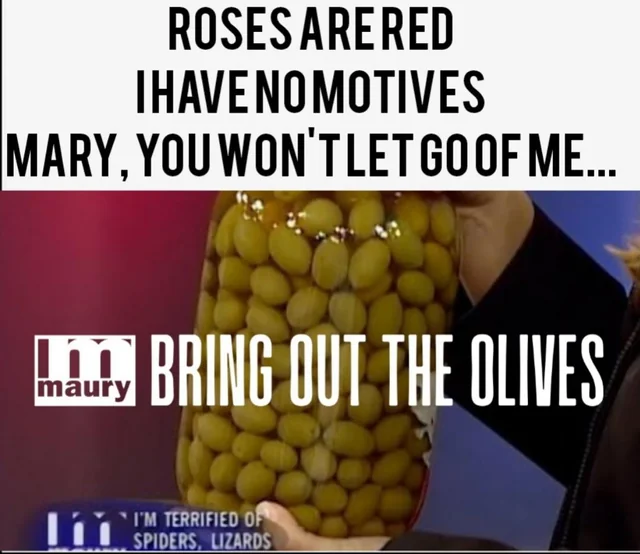 ROSES ARE RED
I HAVE NO MOTIVES
MARY, YOU WON'T LET GO OF ME...
m
maury
BRING OUT THE OLIVES
m
maury
I'M TERRIFIED OF
SPIDERS, LIZARDS